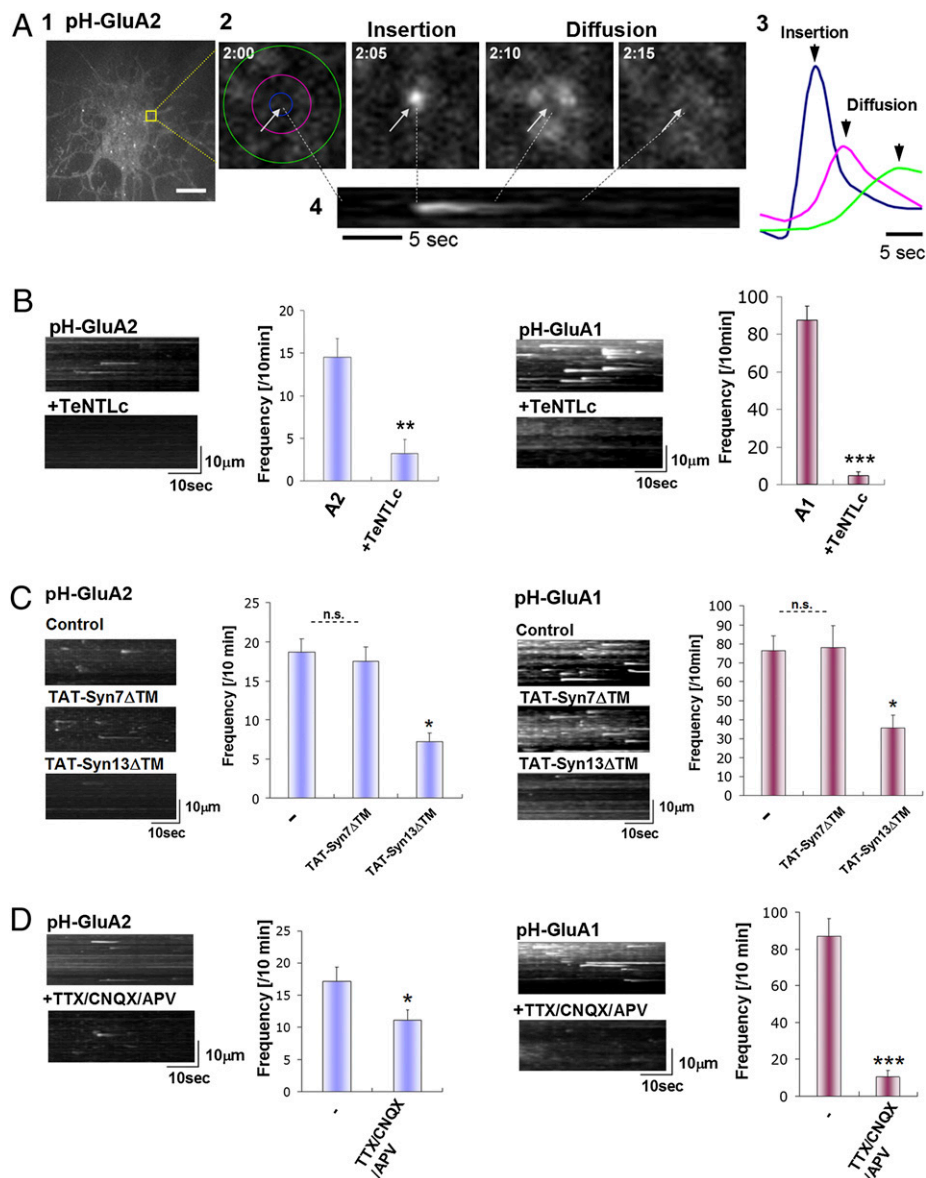 A
1 pH-GluA2
2 Insertion Diffusion
2:00 2:05 2:10 2:15
3
Insertion
Diffusion
4
5 sec
5 sec
B
pH-GluA2
+TeNTLc
10μm
10sec
Frequency [/10min]
20
15
10
5
0
A2
+TeNTLc
**
pH-GluA1
+TeNTLc
10μm
10sec
Frequency [/10min]
100
80
60
40
20
0
A1
+TeNTLc
***
C
pH-GluA2
Control
TAT-Syn7ΔTM
TAT-Syn13ΔTM
10μm
10sec
Frequency [/10 min]
25
20
15
10
5
0
n.s.
*
–
TAT-Syn7ΔTM
TAT-Syn13ΔTM
pH-GluA1
Control
TAT-Syn7ΔTM
TAT-Syn13ΔTM
10μm
10sec
Frequency [/10min]
100
90
80
70
60
50
40
30
20
10
0
n.s.
*
–
TAT-Syn7ΔTM
TAT-Syn13ΔTM
D
pH-GluA2
+TTX/CNQX/APV
10μm
10sec
Frequency [/10 min]
25
20
15
10
5
0
*
-
TTX/CNQX
/APV
pH-GluA1
+TTX/CNQX/APV
10μm
10sec
Frequency [/10 min]
100
80
60
40
20
0
***
-
TTX/CNQX
/APV